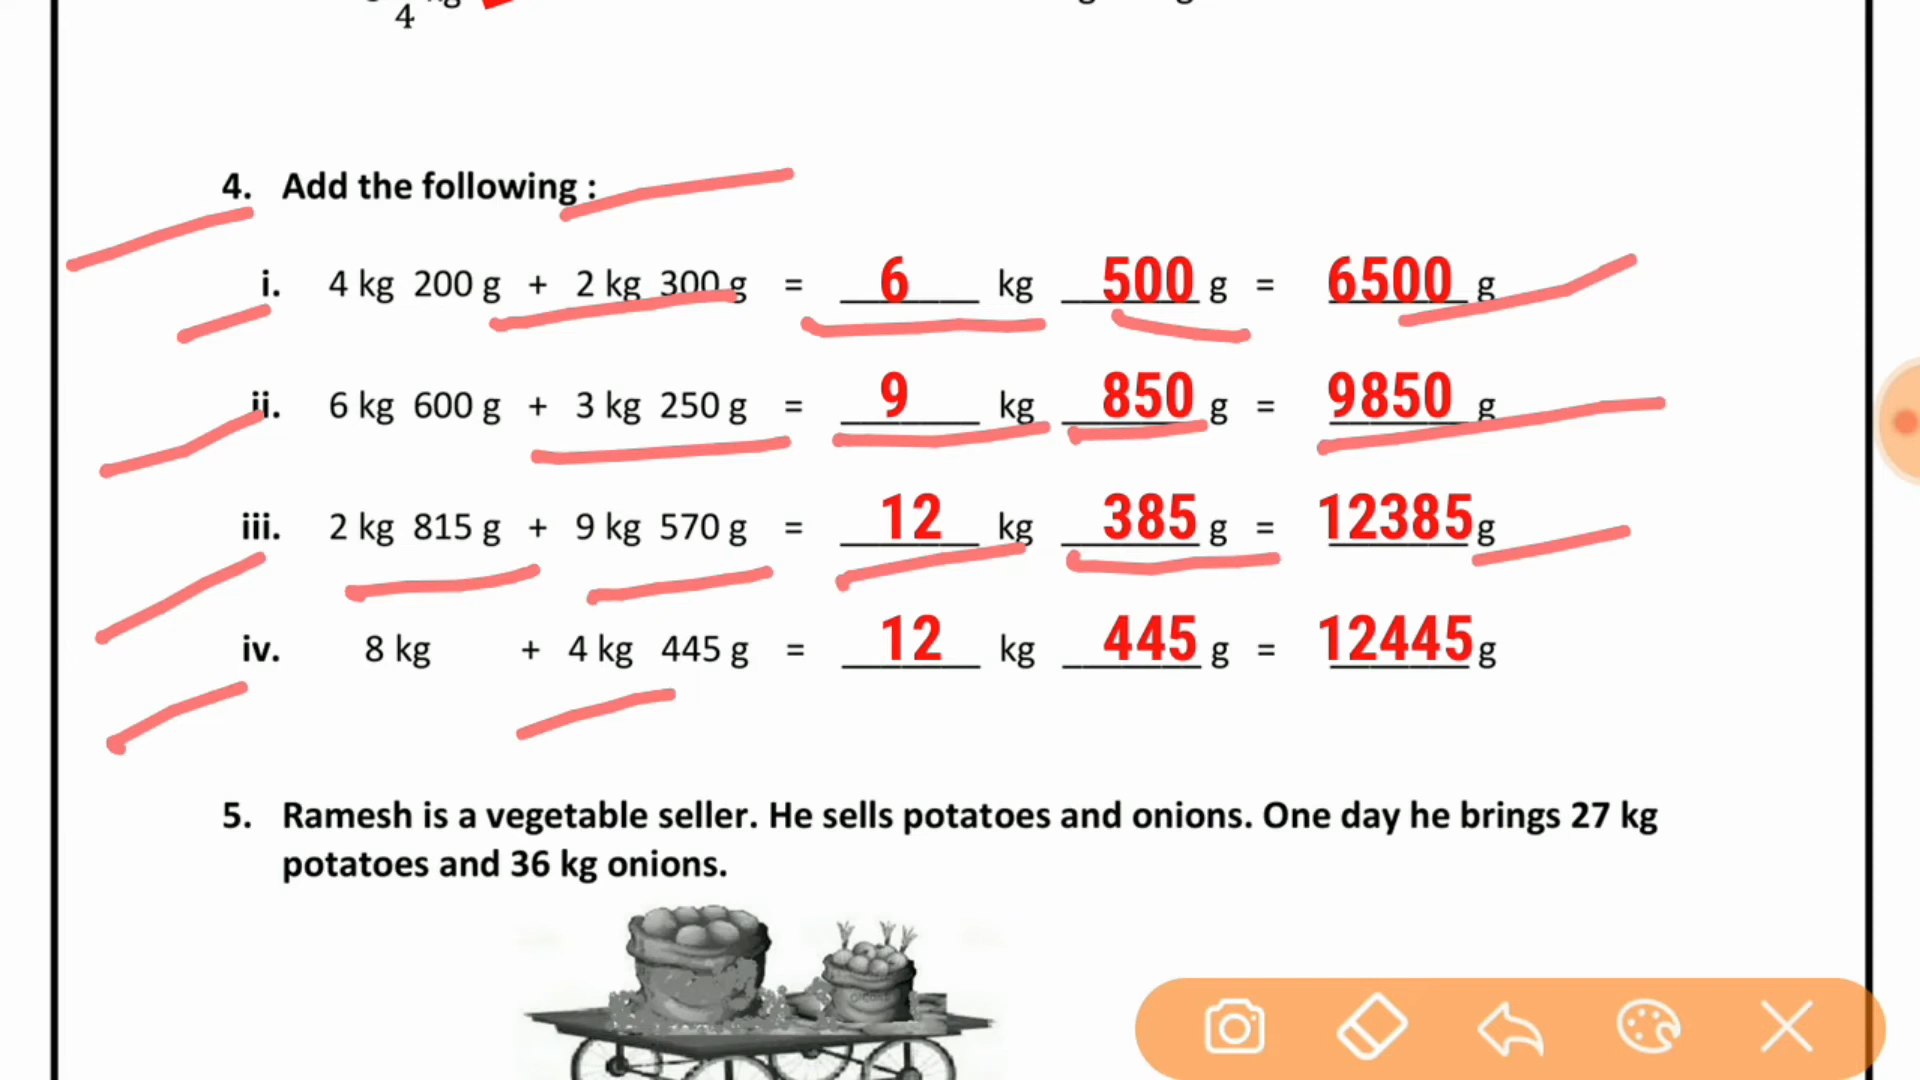 4 kg
4. Add the following :
i. 4 kg 200 g + 2 kg 300 g = 6 kg 500 g = 6500 g
ii. 6 kg 600 g + 3 kg 250 g = 9 kg 850 g = 9850 g
iii. 2 kg 815 g + 9 kg 570 g = 12 kg 385 g = 12385 g
iv. 8 kg + 4 kg 445 g = 12 kg 445 g = 12445 g
5. Ramesh is a vegetable seller. He sells potatoes and onions. One day he brings 27 kg
potatoes and 36 kg onions.